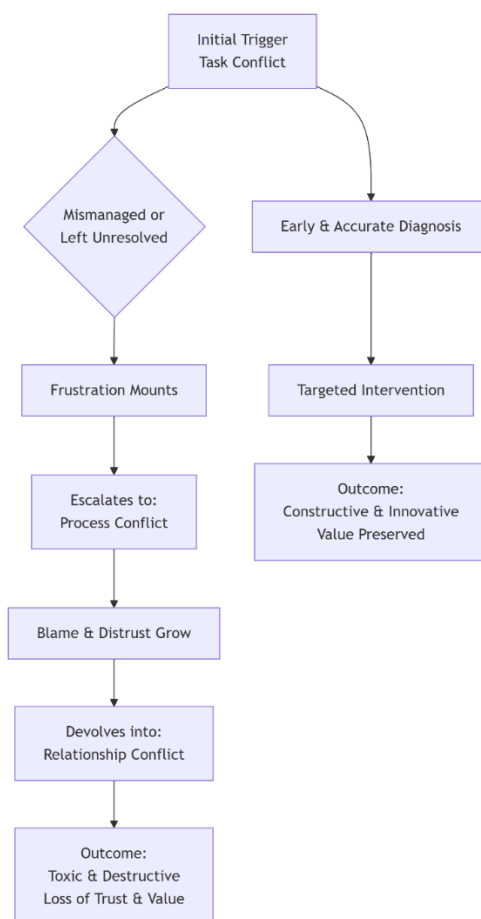 Initial Trigger
Task Conflict
Mismanaged or
Left Unresolved
Early & Accurate Diagnosis
Frustration Mounts
Targeted Intervention
Escalates to:
Process Conflict
Outcome:
Constructive & Innovative
Value Preserved
Blame & Distrust Grow
Devolves into:
Relationship Conflict
Outcome:
Toxic & Destructive
Loss of Trust & Value